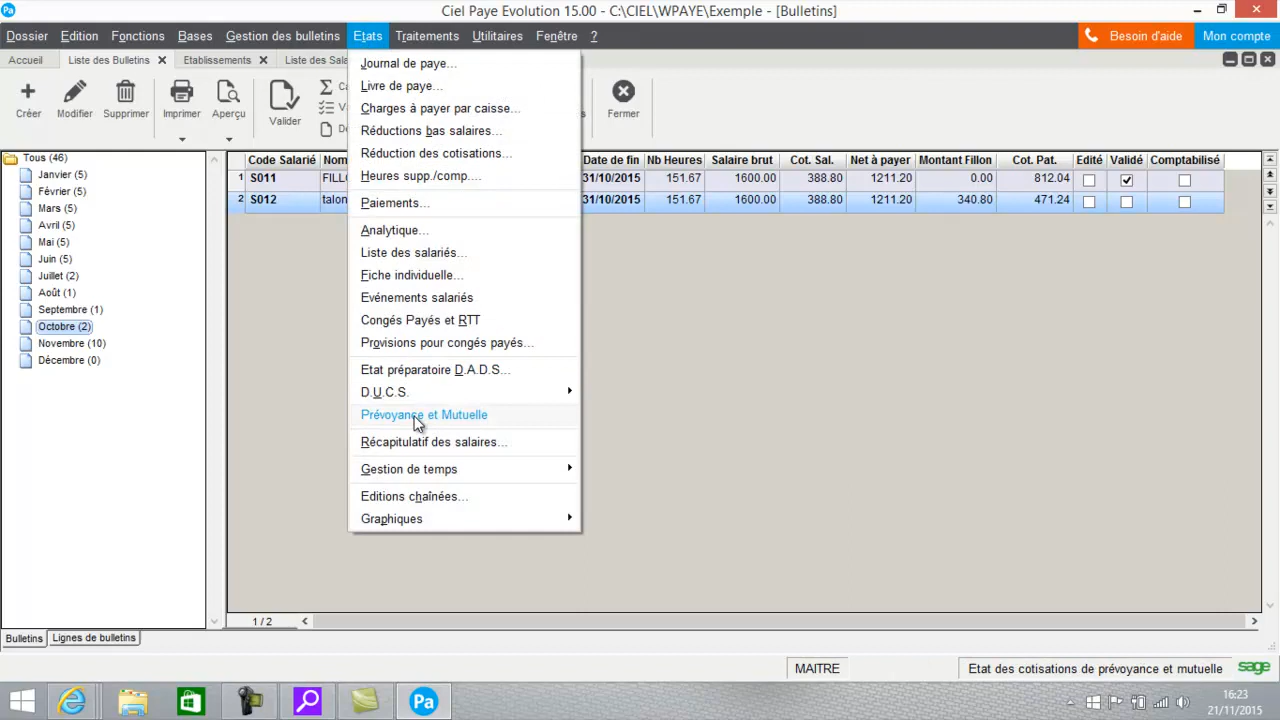 Pa
Ciel Paye Evolution 15.00 - C:\CIEL\WPAYE\Exemple - [Bulletins]
Dossier Edition Fonctions Bases Gestion des bulletins Etats Traitements Utilitaires Fenêtre ? Besoin d'aide Mon compte
Accueil Liste des Bulletins Etablissements Liste des Sala
Créer Modifier Supprimer Imprimer Aperçu Valider Fermer
Journal de paye...
Livre de paye...
Charges à payer par caisse...
Réductions bas salaires...
Réduction des cotisations...
Heures supp./comp....
Paiements...
Analytique...
Liste des salariés...
Fiche individuelle...
Evénements salariés
Congés Payés et RTT
Provisions pour congés payés...
Etat préparatoire D.A.D.S...
D.U.C.S.
Prévoyance et Mutuelle
Récapitulatif des salaires...
Gestion de temps
Editions chaînées...
Graphiques
Tous (46)
Janvier (5)
Février (5)
Mars (5)
Avril (5)
Mai (5)
Juin (5)
Juillet (2)
Août (1)
Septembre (1)
Octobre (2)
Novembre (10)
Décembre (0)
Code Salarié Nom Date de fin Nb Heures Salaire brut Cot. Sal. Net à payer Montant Fillon Cot. Pat. Edité Validé Comptabilisé
1 S011 FILLO 31/10/2015 151.67 1600.00 388.80 1211.20 0.00 812.04
2 S012 talon 31/10/2015 151.67 1600.00 388.80 1211.20 340.80 471.24
1 / 2
Bulletins Lignes de bulletins
MAITRE Etat des cotisations de prévoyance et mutuelle sage
Pa
16:23
21/11/2015